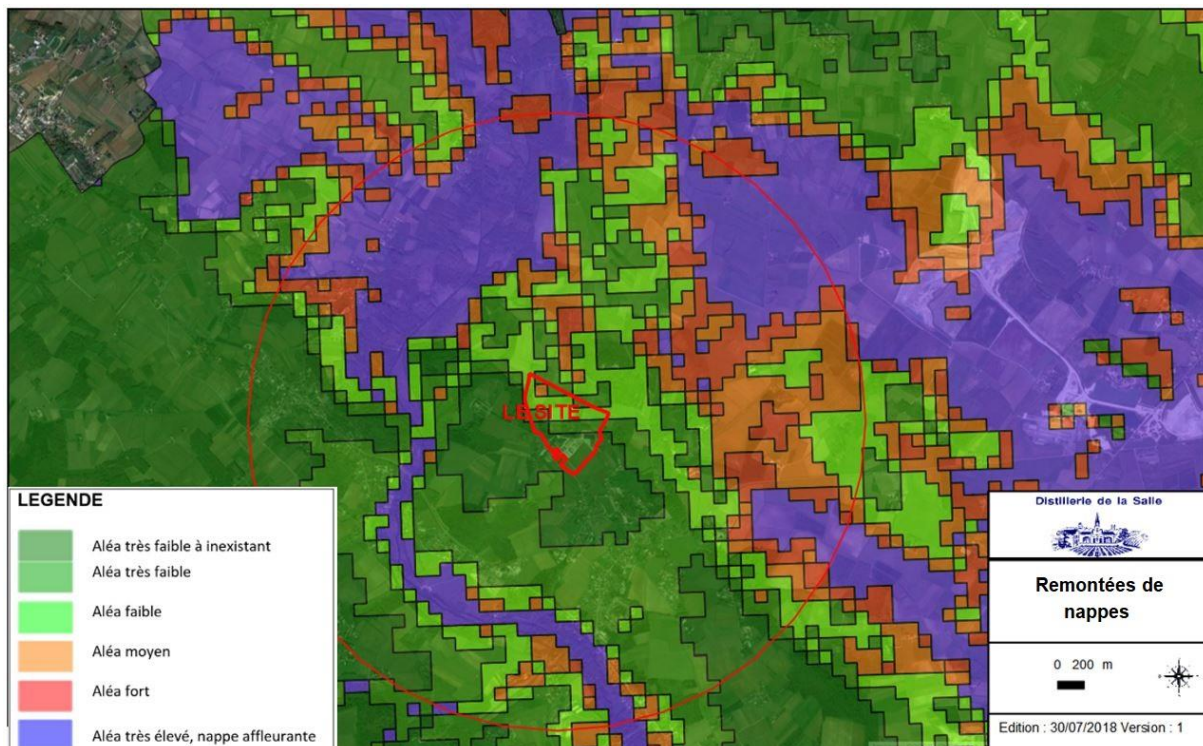 LE SITE
LEGENDE
Aléa très faible à inexistant
Aléa très faible
Aléa faible
Aléa moyen
Aléa fort
Aléa très élevé, nappe affleurante
Distillerie de la Salle
Remontées de
nappes
0 200 m
Edition : 30/07/2018 Version : 1